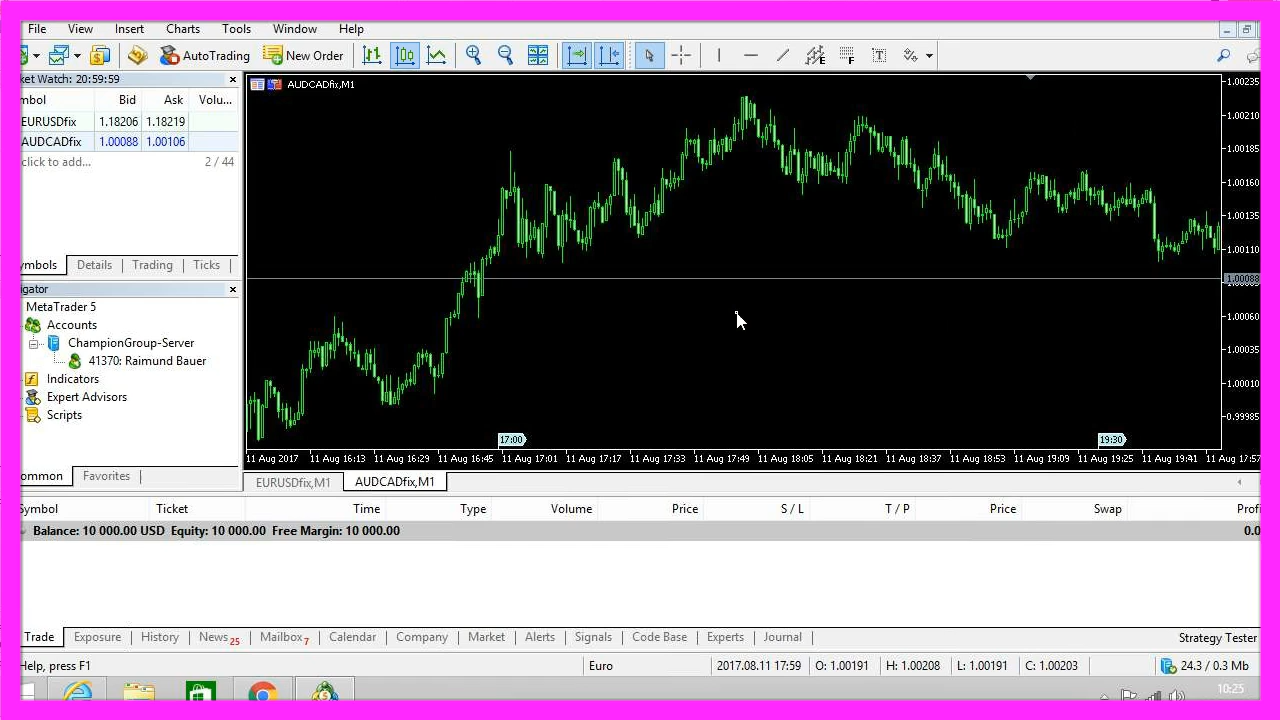 File View Insert Charts Tools Window Help
AutoTrading New Order
ket Watch: 20:59:59
mbol Bid Ask Volu...
EURUSDfix 1.18206 1.18219
AUDCADfix 1.00088 1.00106
click to add... 2 / 44
ymbols Details Trading Ticks
igator
MetaTrader 5
Accounts
ChampionGroup-Server
41370: Raimund Bauer
Indicators
Expert Advisors
Scripts
ommon Favorites
AUDCADfix,M1
1.00235
1.00210
1.00185
1.00160
1.00135
1.00110
1.00088
1.00060
1.00035
1.00010
0.99985
17:00 19:30
11 Aug 2017 11 Aug 16:13 11 Aug 16:29 11 Aug 16:45 11 Aug 17:01 11 Aug 17:17 11 Aug 17:33 11 Aug 17:49 11 Aug 18:05 11 Aug 18:21 11 Aug 18:37 11 Aug 18:53 11 Aug 19:09 11 Aug 19:25 11 Aug 19:41 11 Aug 17:57
EURUSDfix,M1 AUDCADfix,M1
Symbol Ticket Time Type Volume Price S / L T / P Price Swap Profi
Balance: 10 000.00 USD Equity: 10 000.00 Free Margin: 10 000.00 0.0
Trade Exposure History News 25 Mailbox 7 Calendar Company Market Alerts Signals Code Base Experts Journal Strategy Tester
Help, press F1 Euro 2017.08.11 17:59 O: 1.00191 H: 1.00208 L: 1.00191 C: 1.00203 24.3 / 0.3 Mb
10:25